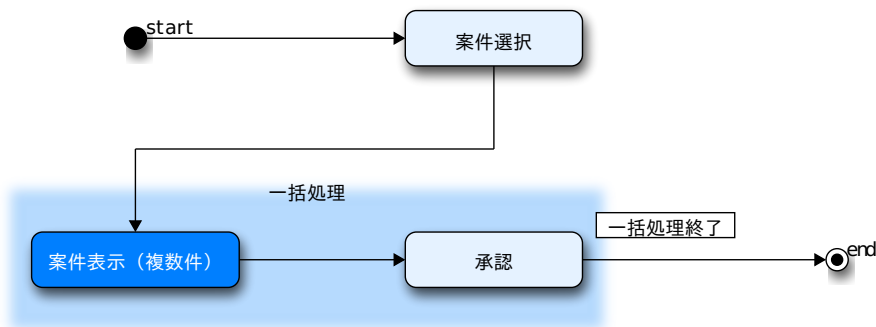 start
案件選択
一括処理
案件表示（複数件）
承認
一括処理終了
end